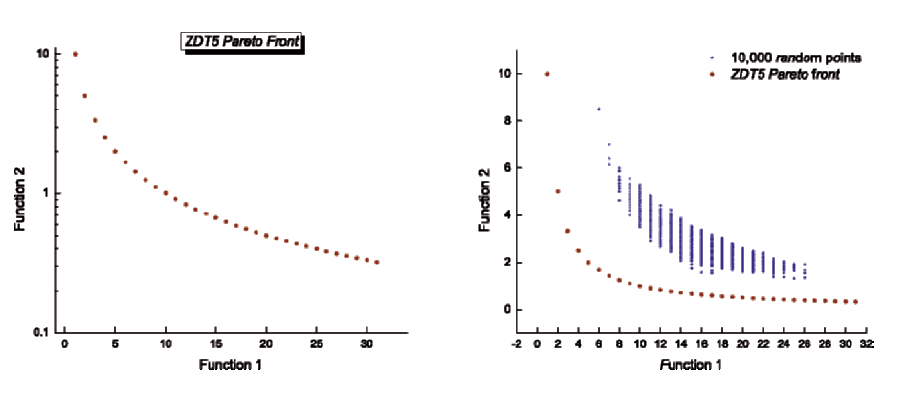 ZDT5 Pareto Front
10
1
0.1
Function 2
0 5 10 15 20 25 30
Function 1
10,000 random points
ZDT5 Pareto front
10
8
6
4
2
0
Function 2
-2 0 2 4 6 8 10 12 14 16 18 20 22 24 26 28 30 32
Function 1